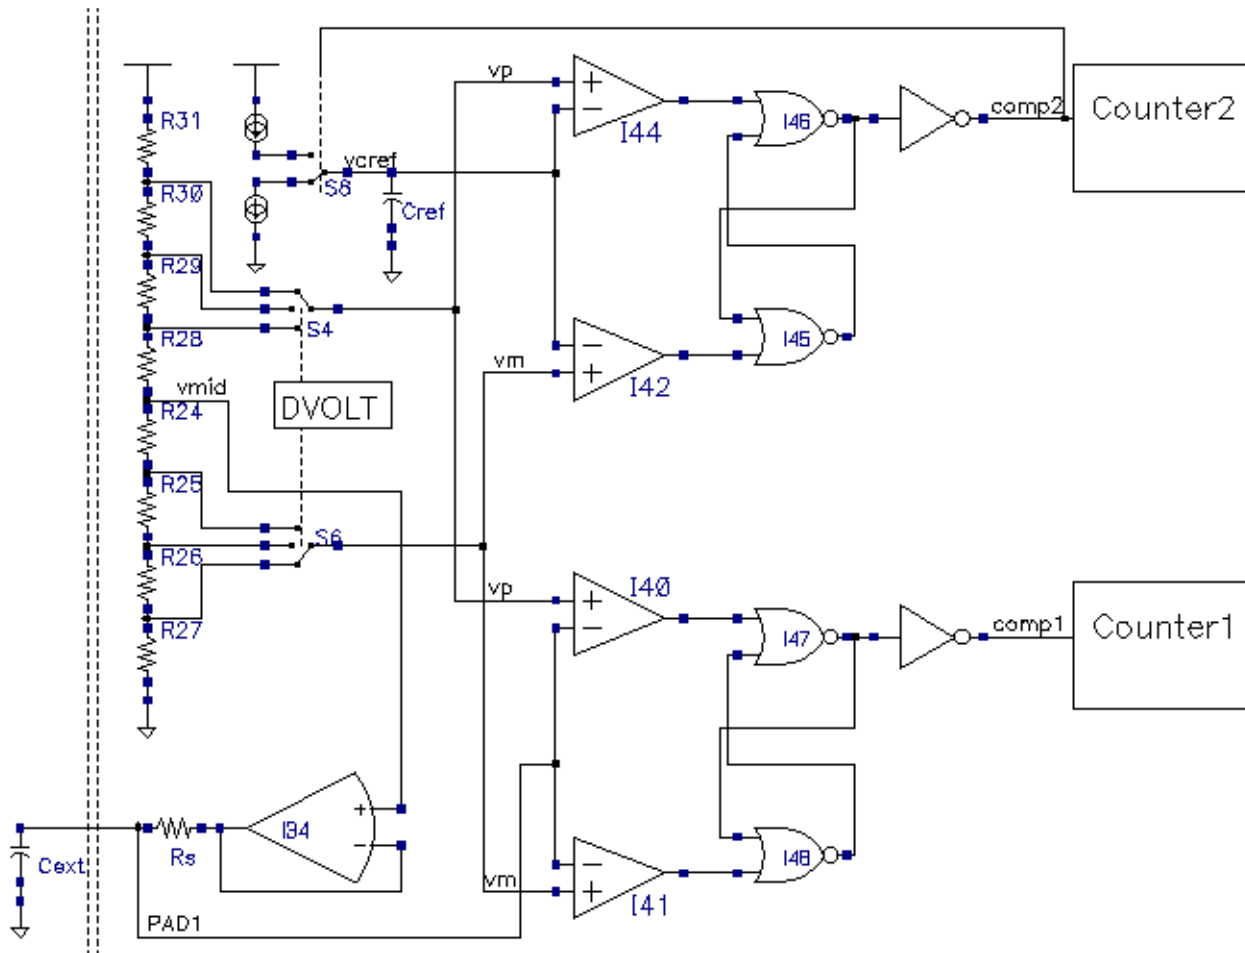 vp
comp2
Counter2
R31
I44
I46
vcref
R30
S8
Cref
R29
S4
R28
I45
vm
I42
vmid
R24
DVOLT
R25
S6
R26
vp
I40
R27
I47
comp1
Counter1
+
−
I34
Rs
Cext
vm
I48
I41
PAD1